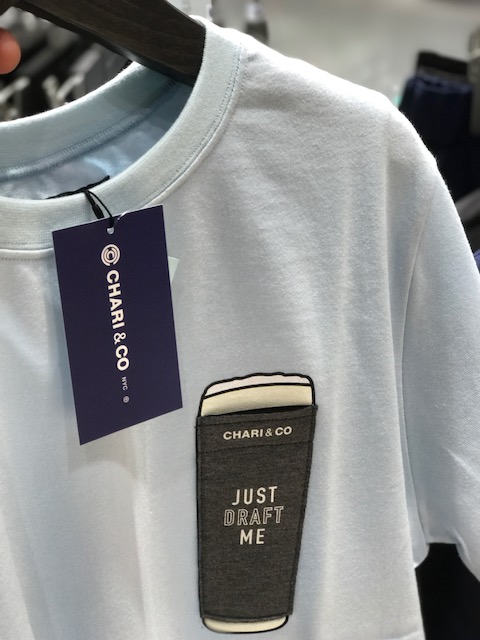 CHARI & CO NYC ®
CHARI & CO
JUST
DRAFT
ME